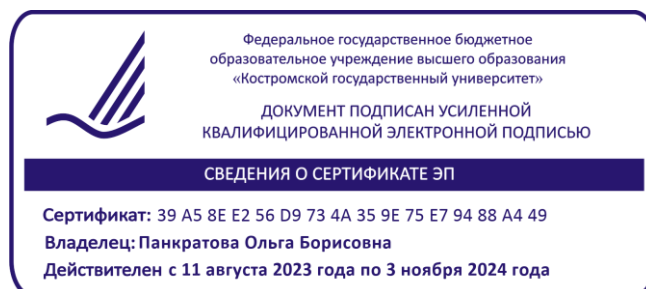 Федеральное государственное бюджетное
образовательное учреждение высшего образования
«Костромской государственный университет»
ДОКУМЕНТ ПОДПИСАН УСИЛЕННОЙ
КВАЛИФИЦИРОВАННОЙ ЭЛЕКТРОННОЙ ПОДПИСЬЮ
СВЕДЕНИЯ О СЕРТИФИКАТЕ ЭП
Сертификат: 39 A5 8E E2 56 D9 73 4A 35 9E 75 E7 94 88 A4 49
Владелец: Панкратова Ольга Борисовна
Действителен с 11 августа 2023 года по 3 ноября 2024 года